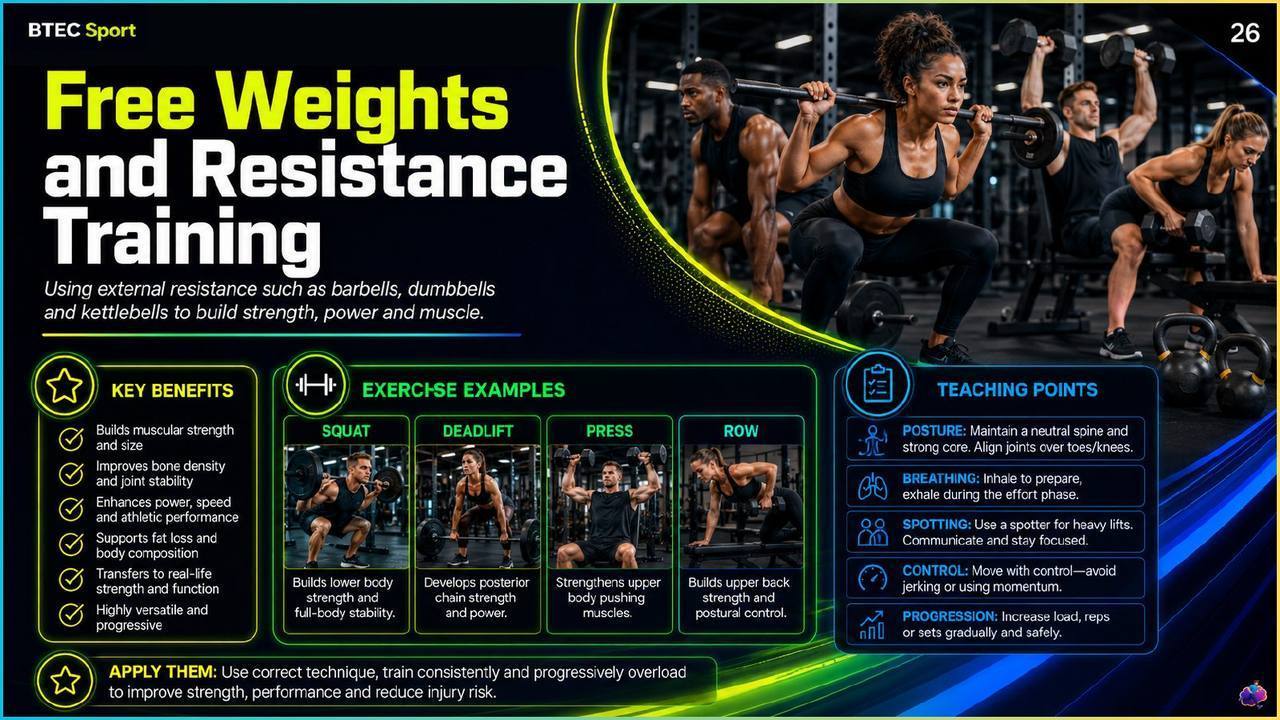 BTEC Sport
26
Free Weights
and Resistance
Training
Using external resistance such as barbells, dumbbells
and kettlebells to build strength, power and muscle.
KEY BENEFITS
Builds muscular strength
and size
Improves bone density
and joint stability
Enhances power, speed
and athletic performance
Supports fat loss and
body composition
Transfers to real-life
strength and function
Highly versatile and
progressive
EXERCISE EXAMPLES
SQUAT
Builds lower body
strength and
full-body stability.
DEADLIFT
Develops posterior
chain strength
and power.
PRESS
Strengthens upper
body pushing
muscles.
ROW
Builds upper back
strength and
postural control.
TEACHING POINTS
POSTURE: Maintain a neutral spine and
strong core. Align joints over toes/knees.
BREATHING: Inhale to prepare,
exhale during the effort phase.
SPOTTING: Use a spotter for heavy lifts.
Communicate and stay focused.
CONTROL: Move with control—avoid
jerking or using momentum.
PROGRESSION: Increase load, reps
or sets gradually and safely.
APPLY THEM: Use correct technique, train consistently and progressively overload
to improve strength, performance and reduce injury risk.